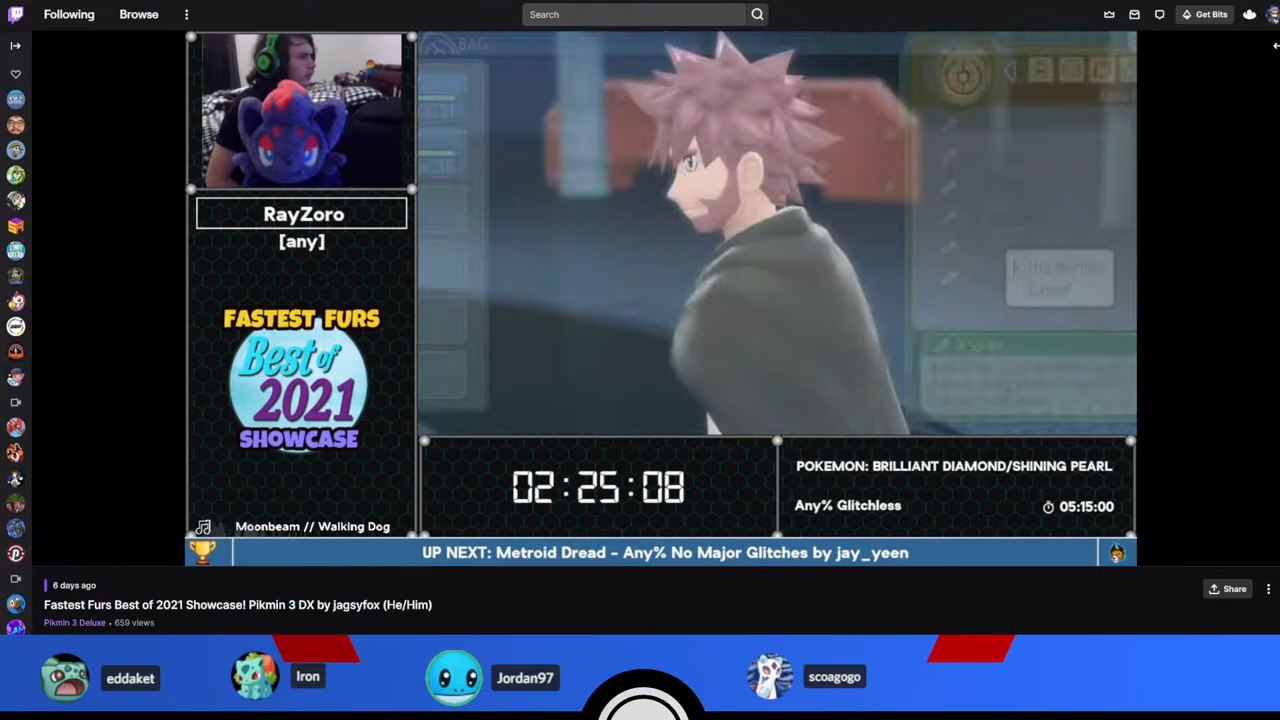 Following
Browse
Search
Get Bits
BAG
RayZoro
[any]
FASTEST FURS
Best of
2021
SHOWCASE
Moonbeam // Walking Dog
02:25:08
POKEMON: BRILLIANT DIAMOND/SHINING PEARL
Any% Glitchless
05:15:00
UP NEXT: Metroid Dread - Any% No Major Glitches by jay_yeen
6 days ago
Fastest Furs Best of 2021 Showcase! Pikmin 3 DX by jagsyfox (He/Him)
Pikmin 3 Deluxe • 659 views
Share
eddaket
Iron
Jordan97
scoagogo